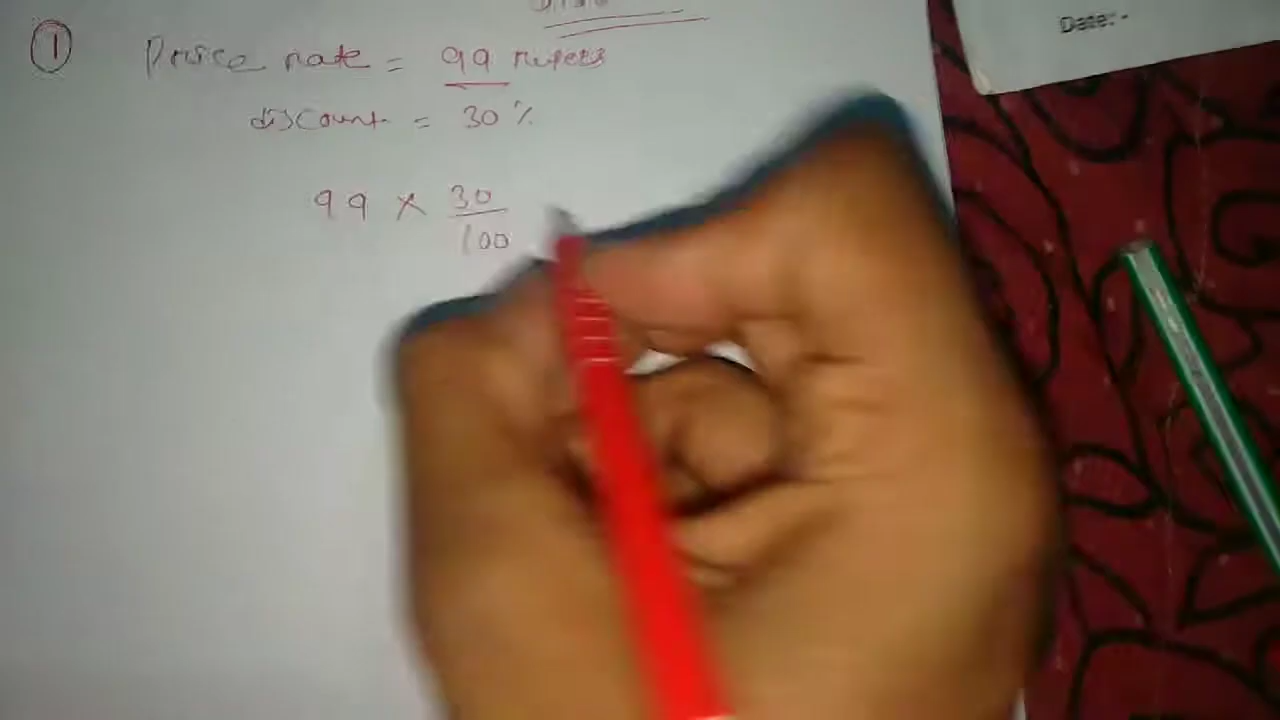 ① Price rate = 99 rupees
discount = 30%
99 × 30/100
Date:-